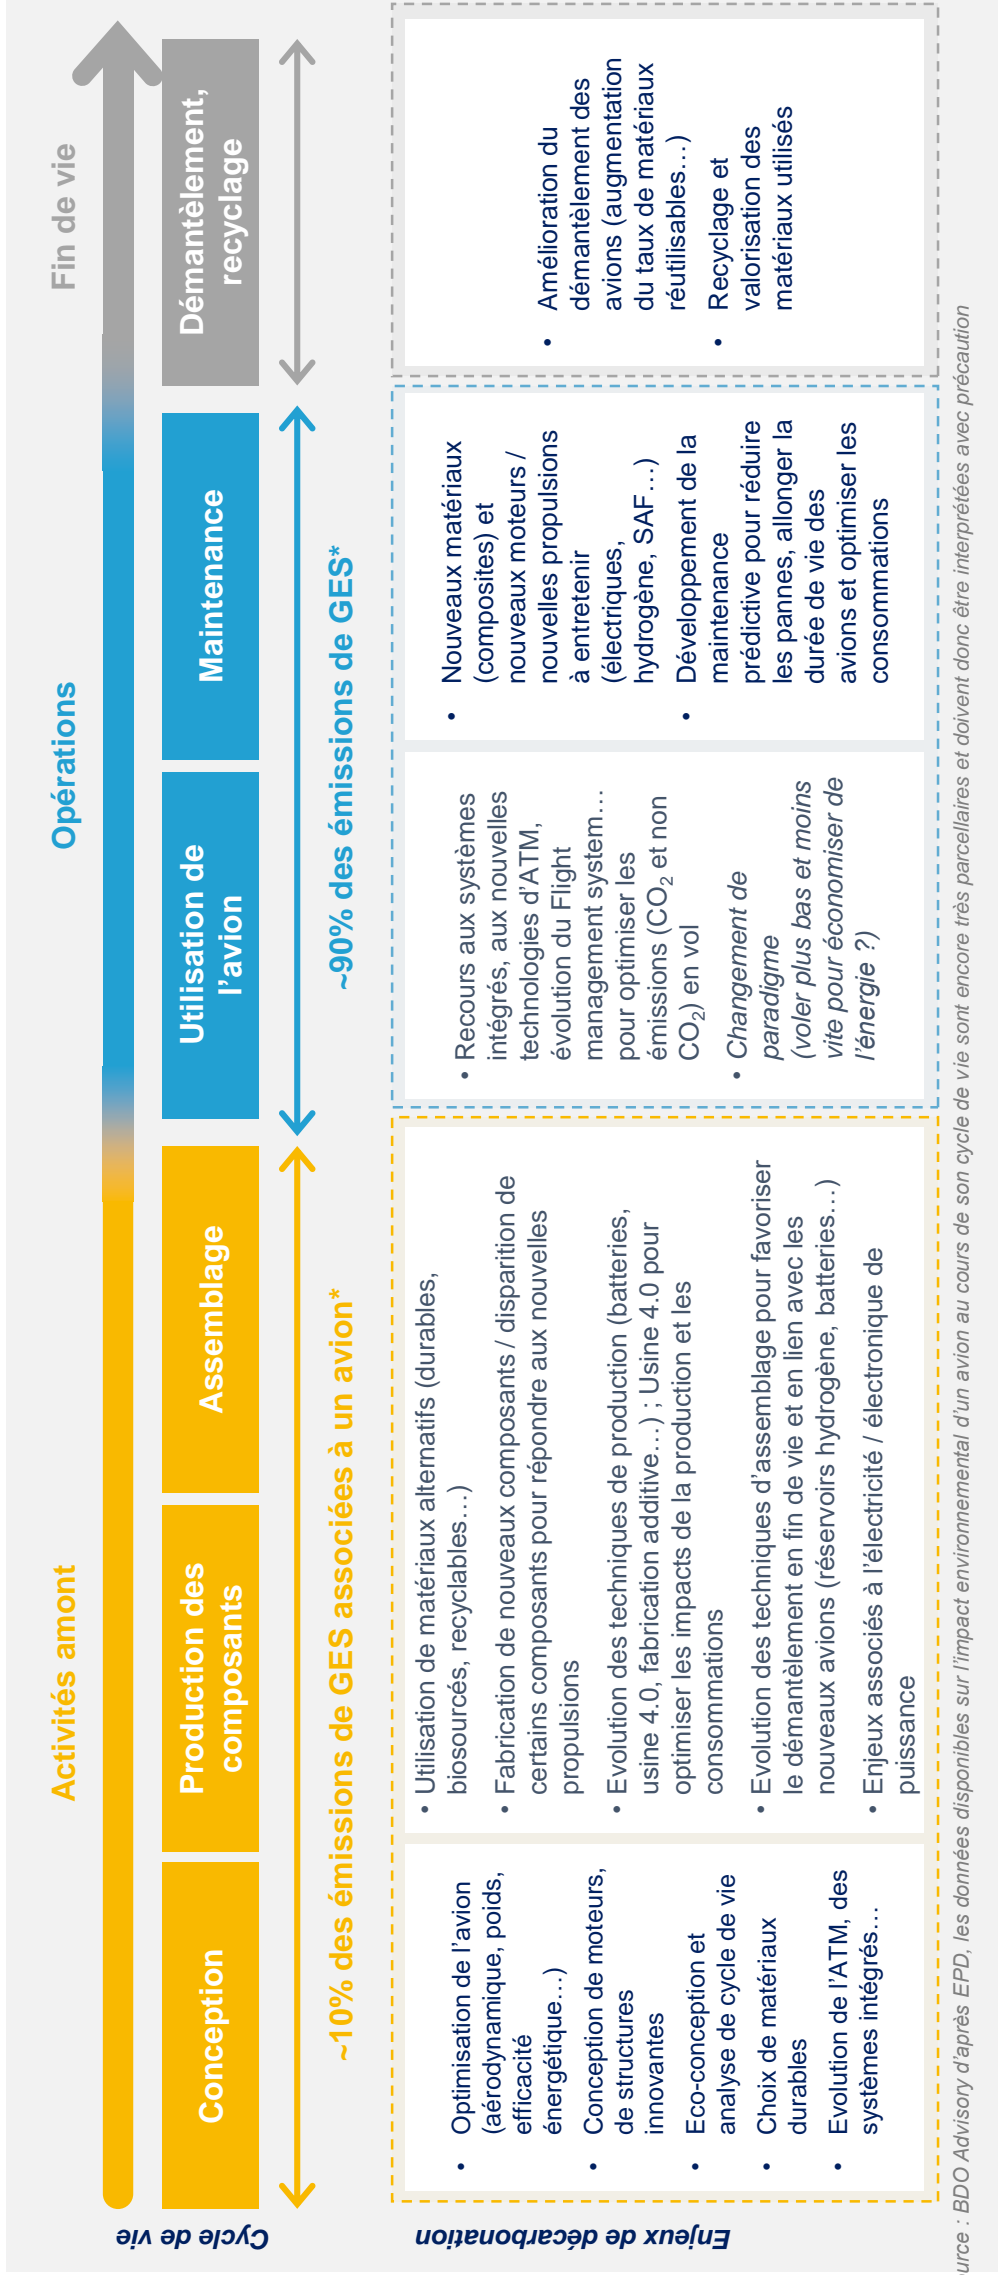 Cycle de vie
Activités amont
Opérations
Fin de vie
Conception
Production des
composants
Assemblage
Utilisation de
l’avion
Maintenance
Démantèlement,
recyclage
~10% des émissions de GES associées à un avion*
~90% des émissions de GES*
Enjeux de décarbonation
• Optimisation de l’avion
(aérodynamique, poids,
efficacité
énergétique…)
• Conception de moteurs,
de structures
innovantes
• Eco-conception et
analyse de cycle de vie
• Choix de matériaux
durables
• Evolution de l’ATM, des
systèmes intégrés…
• Utilisation de matériaux alternatifs (durables,
biosourcés, recyclables…)
• Fabrication de nouveaux composants / disparition de
certains composants pour répondre aux nouvelles
propulsions
• Evolution des techniques de production (batteries,
usine 4.0, fabrication additive…) ; Usine 4.0 pour
optimiser les impacts de la production et les
consommations
• Evolution des techniques d’assemblage pour favoriser
le démantèlement en fin de vie et en lien avec les
nouveaux avions (réservoirs hydrogène, batteries…)
• Enjeux associés à l’électricité / électronique de
puissance
• Recours aux systèmes
intégrés, aux nouvelles
technologies d’ATM,
évolution du Flight
management system…
pour optimiser les
émissions (CO₂ et non
CO₂) en vol
• Changement de
paradigme
(voler plus bas et moins
vite pour économiser de
l’énergie ?)
• Nouveaux matériaux
(composites) et
nouveaux moteurs /
nouvelles propulsions
à entretenir
(électriques,
hydrogène, SAF…)
• Développement de la
maintenance
prédictive pour réduire
les pannes, allonger la
durée de vie des
avions et optimiser les
consommations
• Amélioration du
démantèlement des
avions (augmentation
du taux de matériaux
réutilisables…)
• Recyclage et
valorisation des
matériaux utilisés
ource : BDO Advisory d’après EPD, les données disponibles sur l’impact environnemental d’un avion au cours de son cycle de vie sont encore très parcellaires et doivent donc être interprétées avec précaution